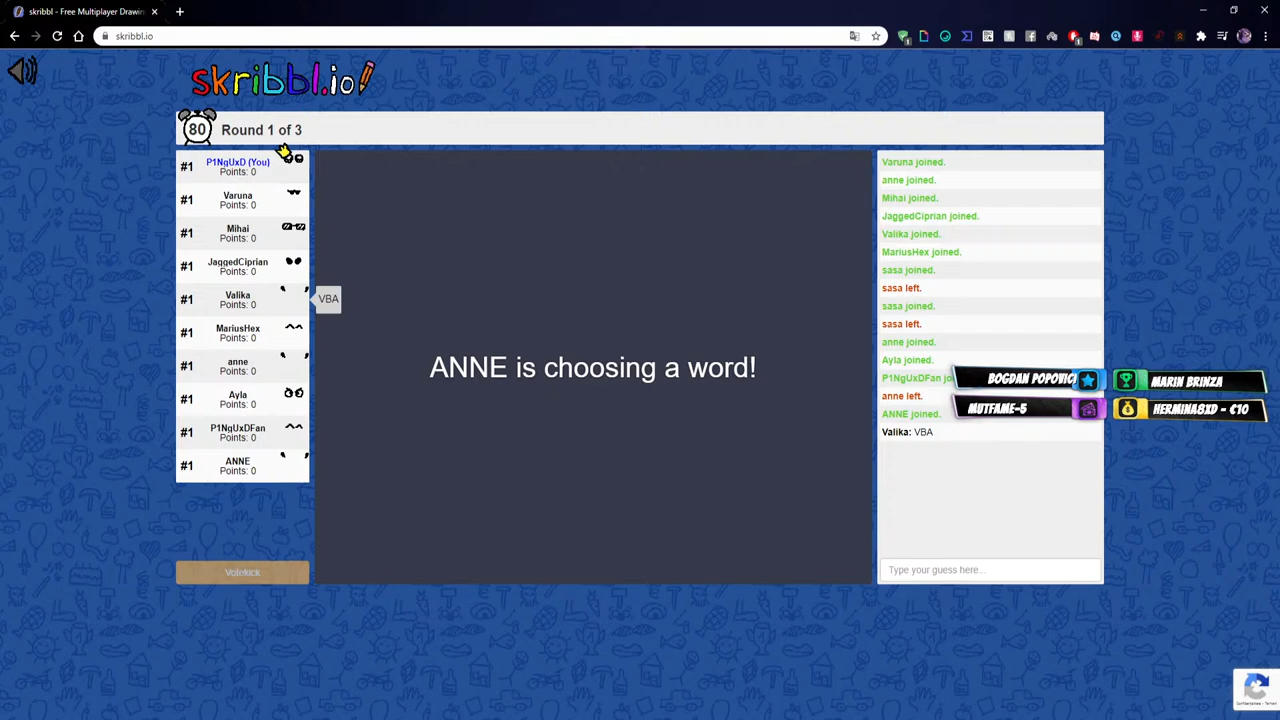 skribbl - Free Multiplayer Drawin
skribbl.io
skribbl.io
80
Round 1 of 3
#1 P1NgUxD (You)
Points: 0
#1 Varuna
Points: 0
#1 Mihai
Points: 0
#1 JaggedCiprian
Points: 0
#1 Valika
Points: 0
VBA
#1 MariusHex
Points: 0
#1 anne
Points: 0
#1 Ayla
Points: 0
#1 P1NgUxDFan
Points: 0
#1 ANNE
Points: 0
Votekick
ANNE is choosing a word!
Varuna joined.
anne joined.
Mihai joined.
JaggedCiprian joined.
Valika joined.
MariusHex joined.
sasa joined.
sasa left.
sasa joined.
sasa left.
anne joined.
Ayla joined.
P1NgUxDFan jo
anne left.
ANNE joined.
Valika: VBA
Type your guess here...
BOGDAN POPOVICI
MARIN BRINZA
MUTFAME-5
HERMINA8XD - €10